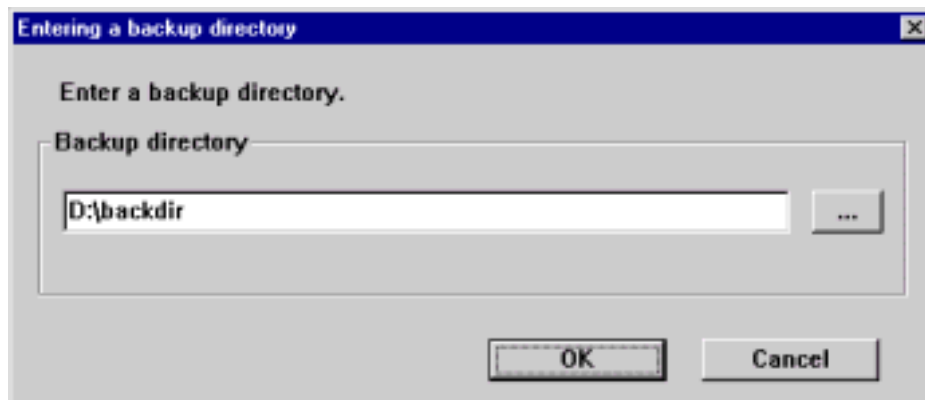 Entering a backup directory
Enter a backup directory.
Backup directory
D:\backdir
...
OK
Cancel